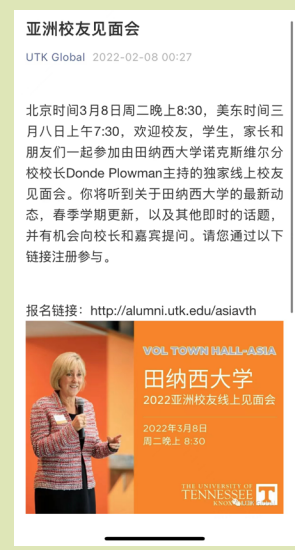 亚洲校友见面会
UTK Global 2022-02-08 00:27
北京时间3月8日周二晚上8:30，美东时间三
月八日上午7:30，欢迎校友，学生，家长和
朋友们一起参加由田纳西大学诺克斯维尔分
校校长Donde Plowman主持的独家线上校友
见面会。你将听到关于田纳西大学的最新动
态，春季学期更新，以及其他即时的话题，
并有机会向校长和嘉宾提问。请您通过以下
链接注册参与。
报名链接：http://alumni.utk.edu/asiavth
VOL TOWN HALL-ASIA
田纳西大学
2022亚洲校友线上见面会
2022年3月8日
周二晚上 8:30
THE UNIVERSITY OF
TENNESSEE